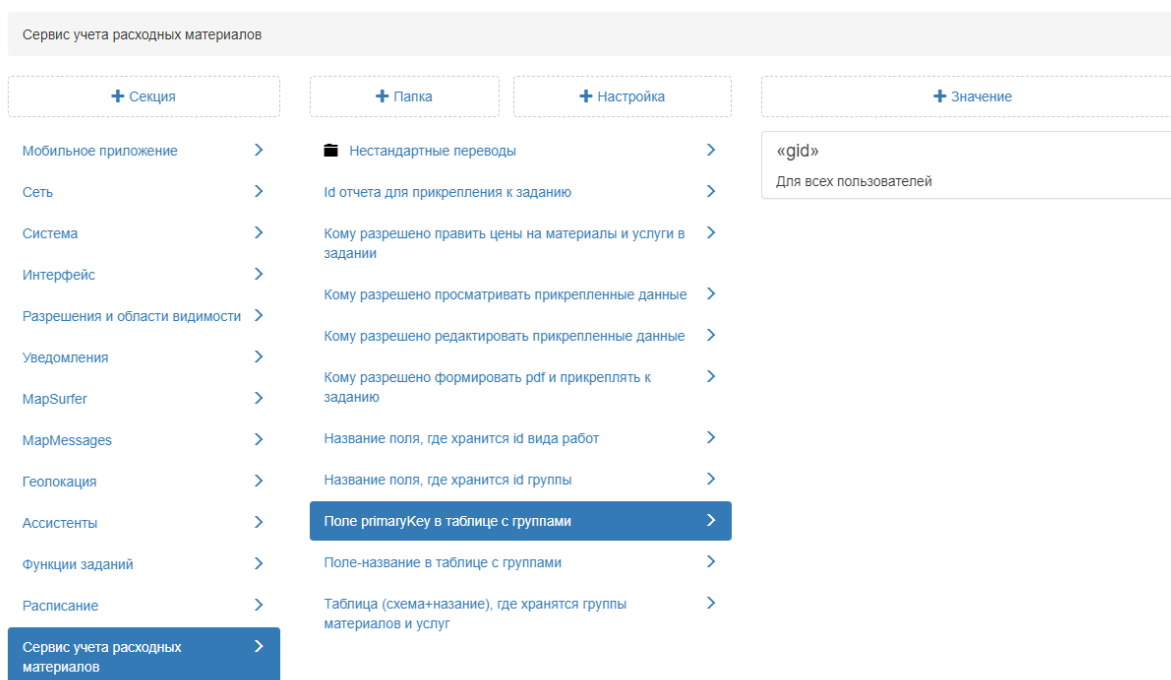 Сервис учета расходных материалов
Секция
Папка
Настройка
Значение
Мобильное приложение
Сеть
Система
Интерфейс
Разрешения и области видимости
Уведомления
MapSurfer
MapMessages
Геолокация
Ассистенты
Функции заданий
Расписание
Сервис учета расходных
материалов
Нестандартные переводы
Id отчета для прикрепления к заданию
Кому разрешено править цены на материалы и услуги в
задании
Кому разрешено просматривать прикрепленные данные
Кому разрешено редактировать прикрепленные данные
Кому разрешено формировать pdf и прикреплять к
заданию
Название поля, где хранится id вида работ
Название поля, где хранится id группы
Поле primaryKey в таблице с группами
Поле-название в таблице с группами
Таблица (схема+назание), где хранятся группы
материалов и услуг
«gid»
Для всех пользователей